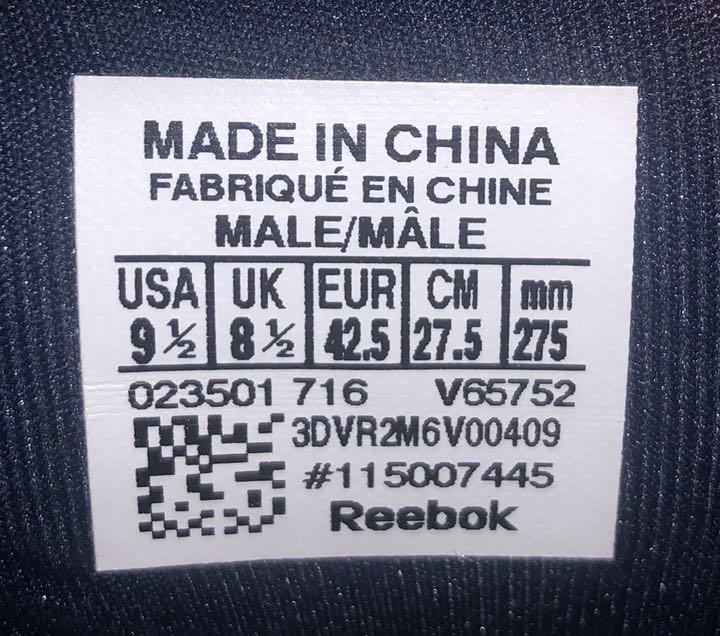 MADE IN CHINA
FABRIQUÉ EN CHINE
MALE/MÂLE
USA UK EUR CM mm
9 ½ 8 ½ 42.5 27.5 275
023501 716 V65752
3DVR2M6V00409
#115007445
Reebok